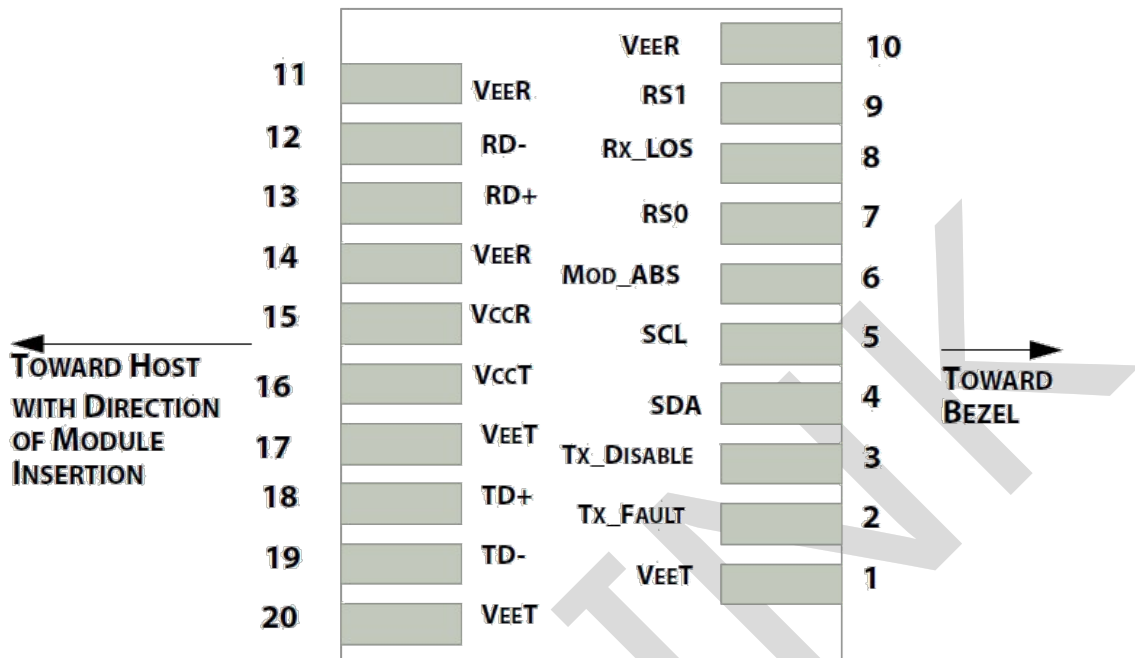 VEER 10
11 VEER RS1 9
12 RD- RX_LOS 8
13 RD+ RS0 7
14 VEER MOD_ABS 6
15 VCCR SCL 5
TOWARD HOST
WITH DIRECTION
OF MODULE
INSERTION
16 VCCT SDA 4
TOWARD
BEZEL
17 VEET TX_DISABLE 3
18 TD+ TX_FAULT 2
19 TD- VEET 1
20 VEET